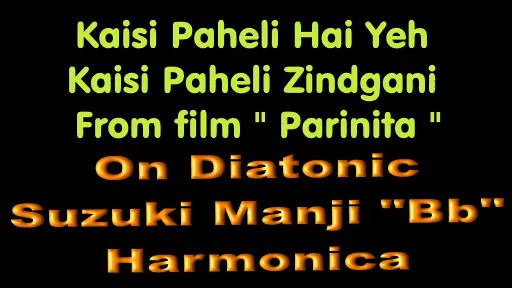 Kaisi Paheli Hai Yeh
Kaisi Paheli Zindgani
From film " Parinita "
On Diatonic
Suzuki Manji "Bb"
Harmonica